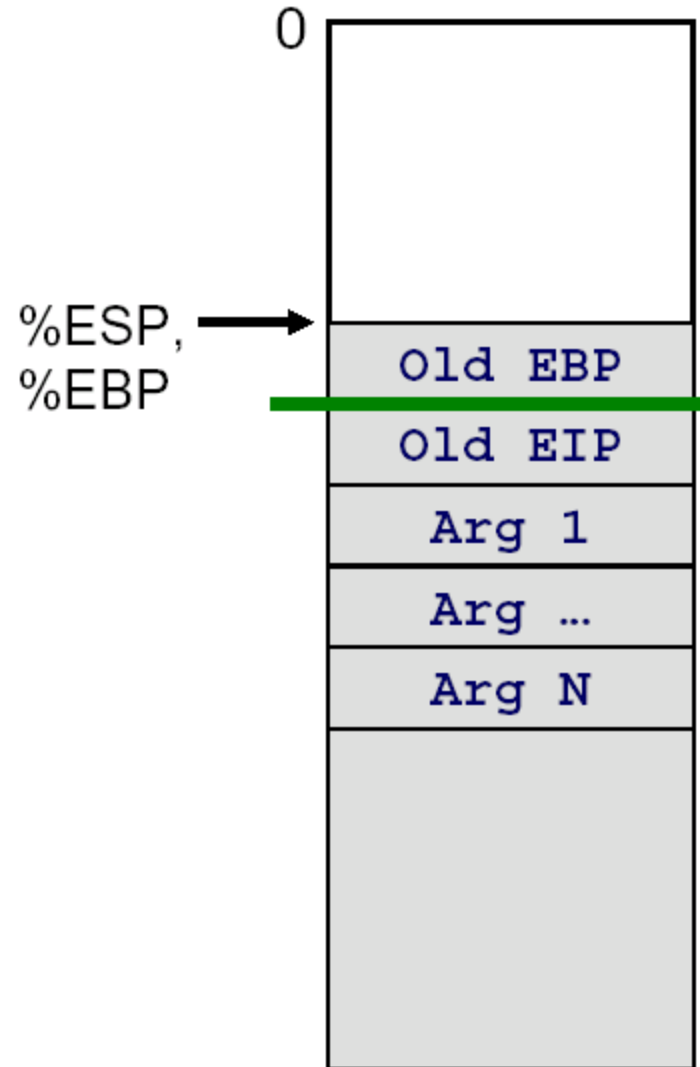 0
%ESP,
%EBP
Old EBP
Old EIP
Arg 1
Arg …
Arg N